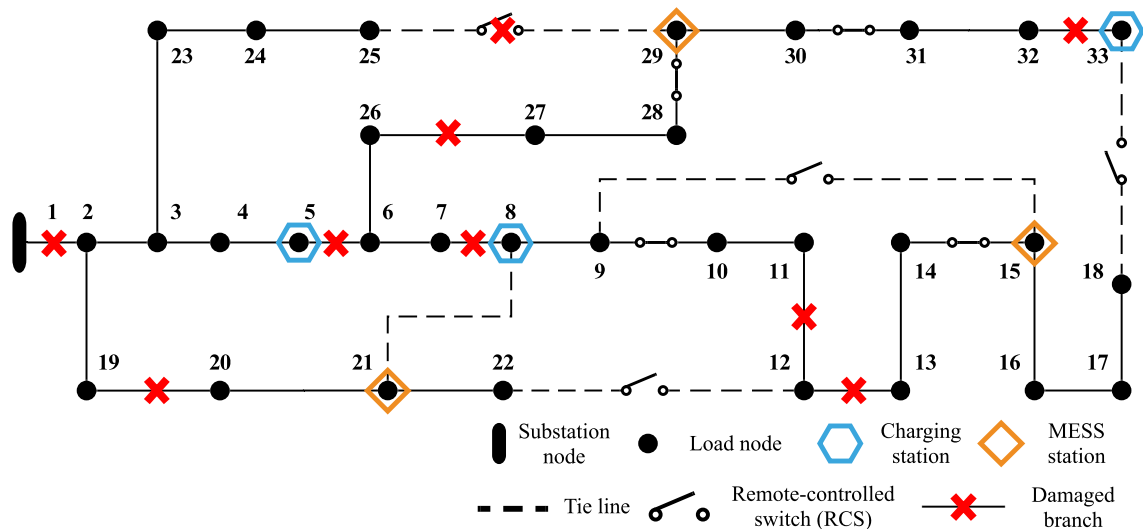 23 24 25 29 30 31 32 33
26 27 28
1 2 3 4 5 6 7 8
9 10 11 14 15 18
19 20 21 22 12 13 16 17
Substation node
Load node
Charging station
MESS station
Tie line
Remote-controlled switch (RCS)
Damaged branch